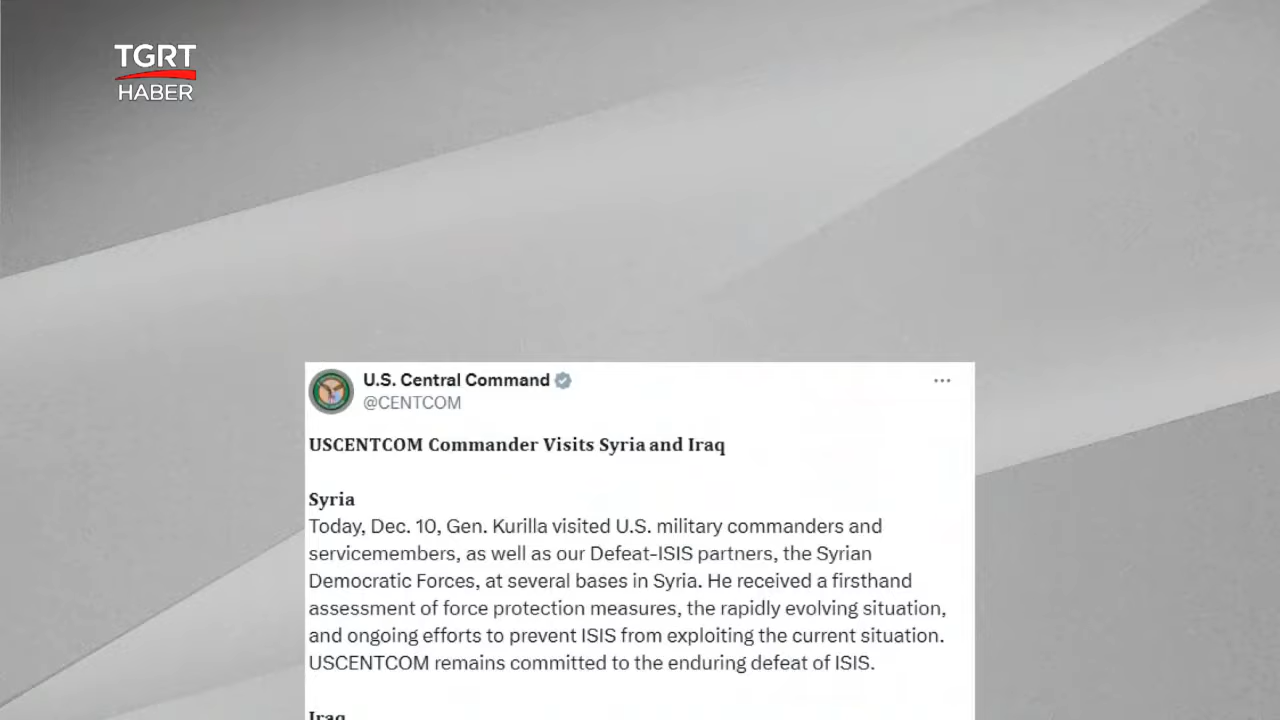 TGRT
HABER
U.S. Central Command
@CENTCOM
USCENTCOM Commander Visits Syria and Iraq
Syria
Today, Dec. 10, Gen. Kurilla visited U.S. military commanders and
servicemembers, as well as our Defeat-ISIS partners, the Syrian
Democratic Forces, at several bases in Syria. He received a firsthand
assessment of force protection measures, the rapidly evolving situation,
and ongoing efforts to prevent ISIS from exploiting the current situation.
USCENTCOM remains committed to the enduring defeat of ISIS.
Iraq